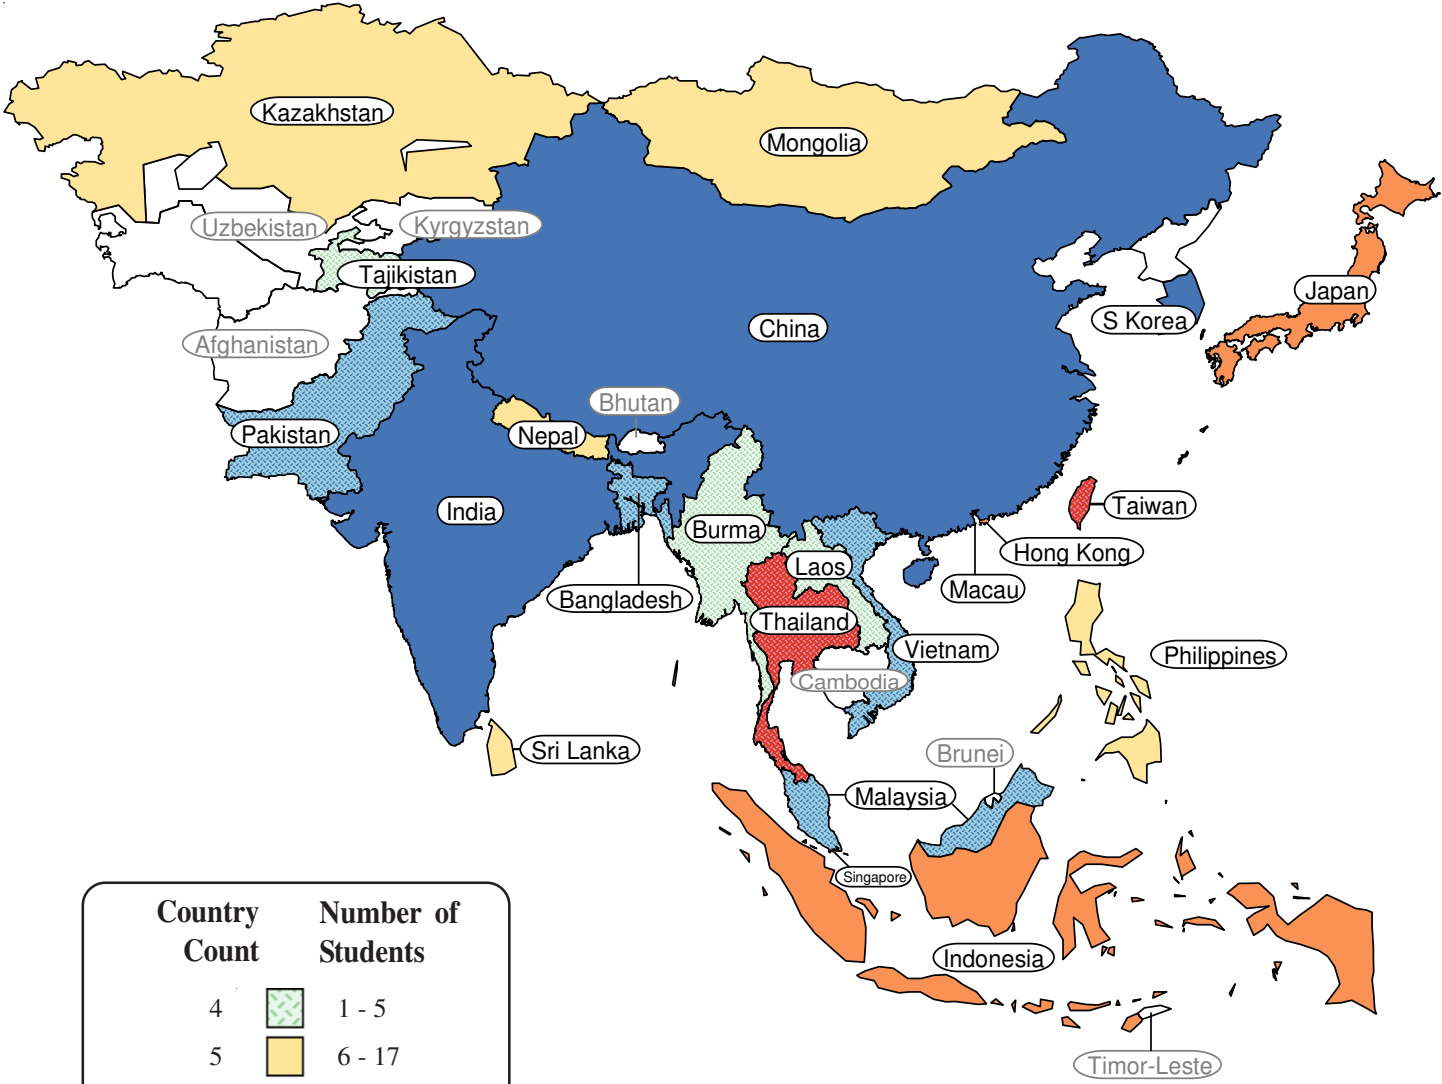 Kazakhstan
Mongolia
Uzbekistan
Kyrgyzstan
Tajikistan
Japan
China
S Korea
Afghanistan
Bhutan
Pakistan
Nepal
India
Taiwan
Burma
Hong Kong
Laos
Macau
Bangladesh
Thailand
Vietnam
Philippines
Cambodia
Sri Lanka
Brunei
Malaysia
Singapore
Indonesia
Timor-Leste
Country Number of
Count Students
4 1 - 5
5 6 - 17